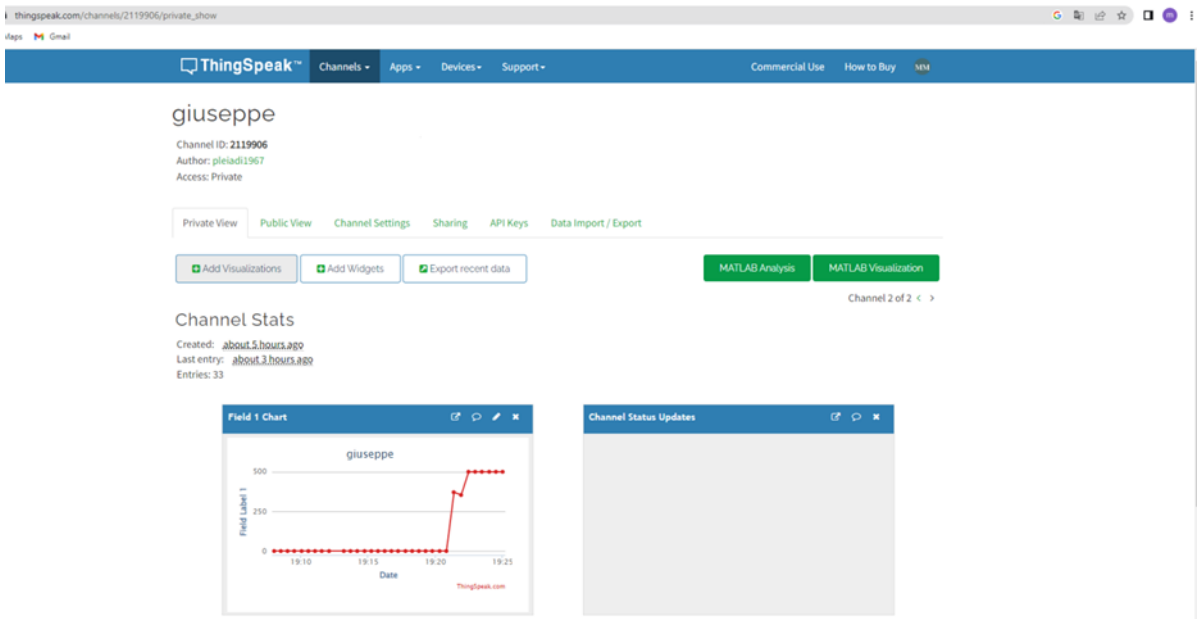 thingspeak.com/channels/2119906/private_show
Maps Gmail
ThingSpeak™ Channels Apps Devices Support Commercial Use How to Buy MM
giuseppe
Channel ID: 2119906
Author: pleiadi1967
Access: Private
Private View Public View Channel Settings Sharing API Keys Data Import / Export
Add Visualizations Add Widgets Export recent data MATLAB Analysis MATLAB Visualization
Channel 2 of 2 < >
Channel Stats
Created: about 5 hours ago
Last entry: about 3 hours ago
Entries: 33
Field 1 Chart
giuseppe
Field Label 1
500
250
0
19:10 19:15 19:20 19:25
Date
ThingSpeak.com
Channel Status Updates